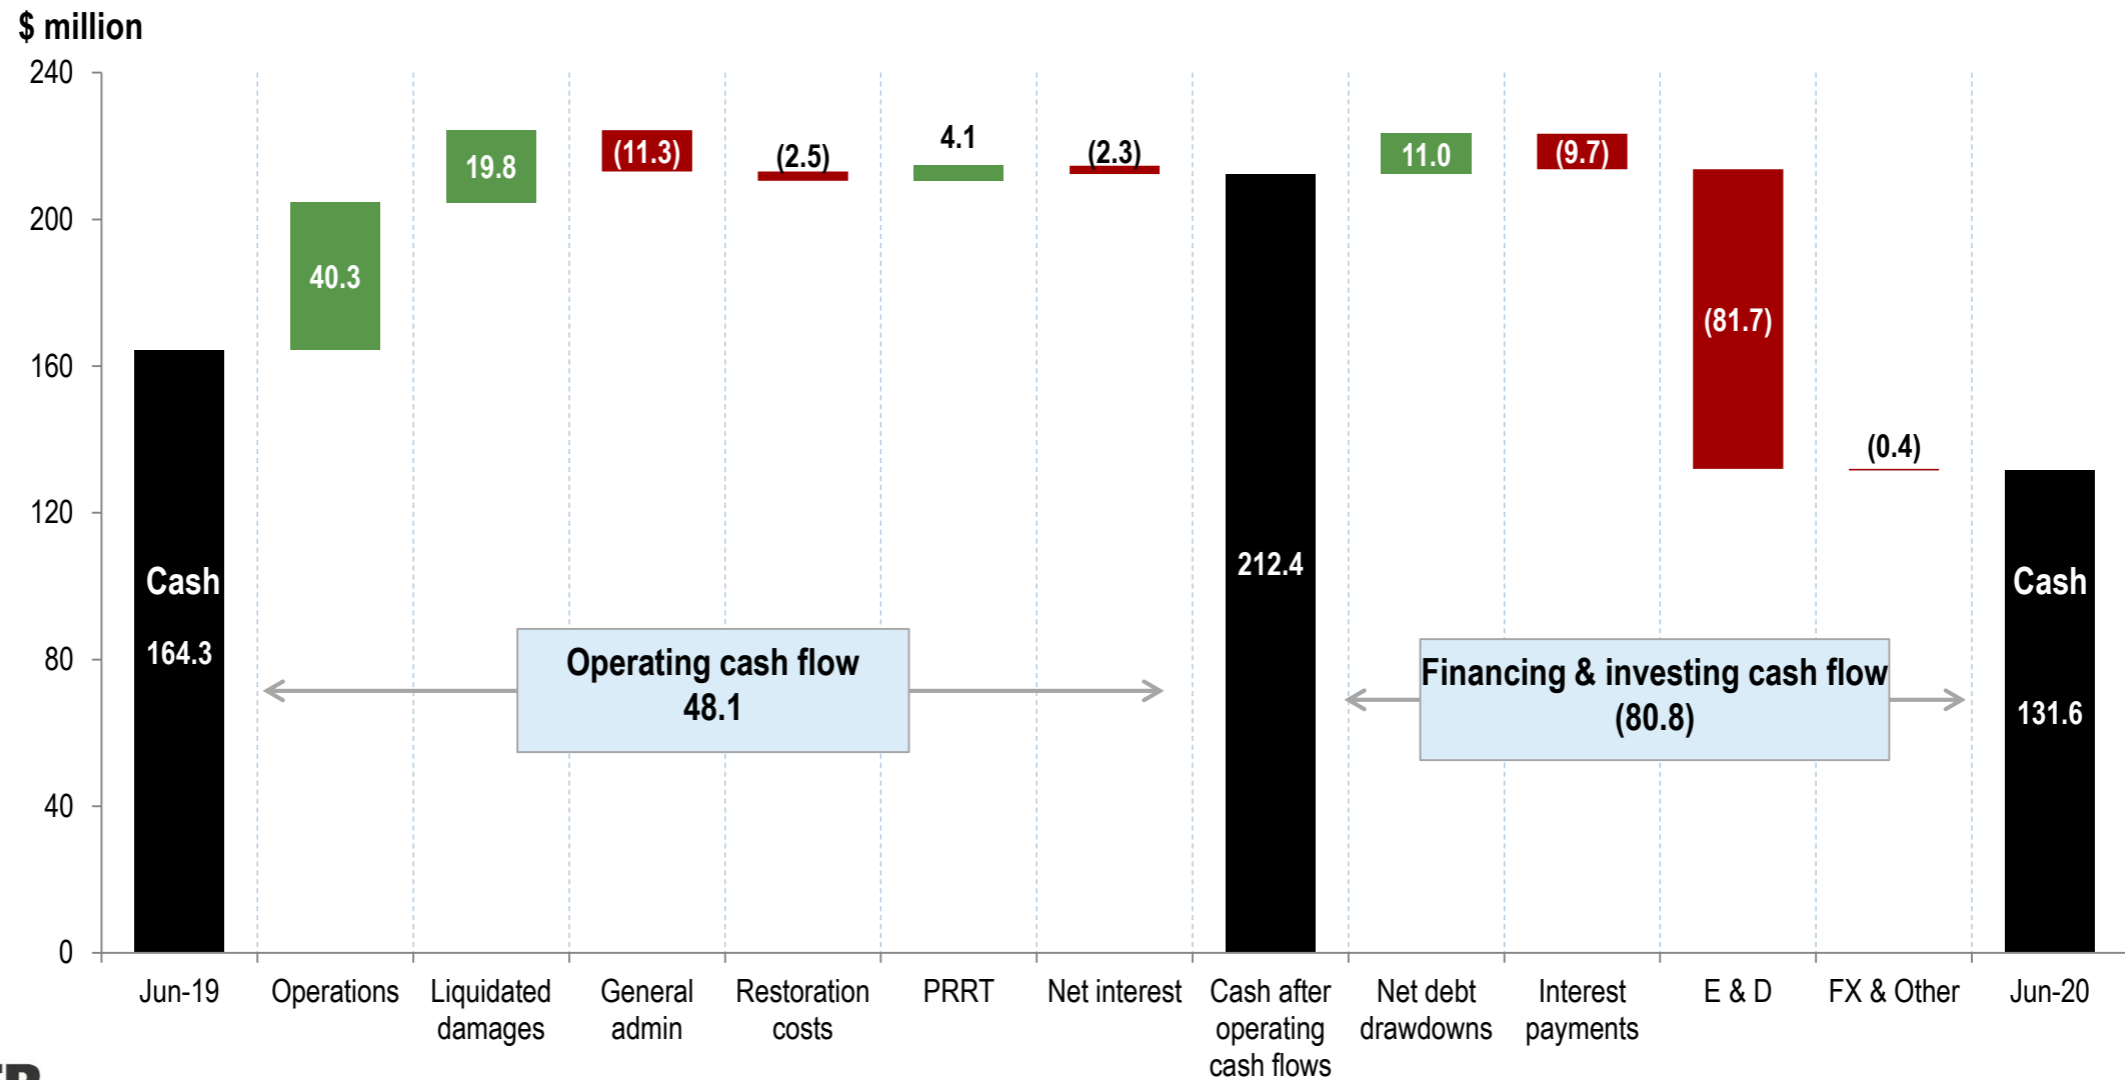 $ million
240
200
160
120
80
40
0
Cash
164.3
40.3
19.8
(11.3)
(2.5)
4.1
(2.3)
212.4
11.0
(9.7)
(81.7)
(0.4)
Cash
131.6
Operating cash flow
48.1
Financing & investing cash flow
(80.8)
Jun-19
Operations
Liquidated
damages
General
admin
Restoration
costs
PRRT
Net interest
Cash after
operating
cash flows
Net debt
drawdowns
Interest
payments
E & D
FX & Other
Jun-20